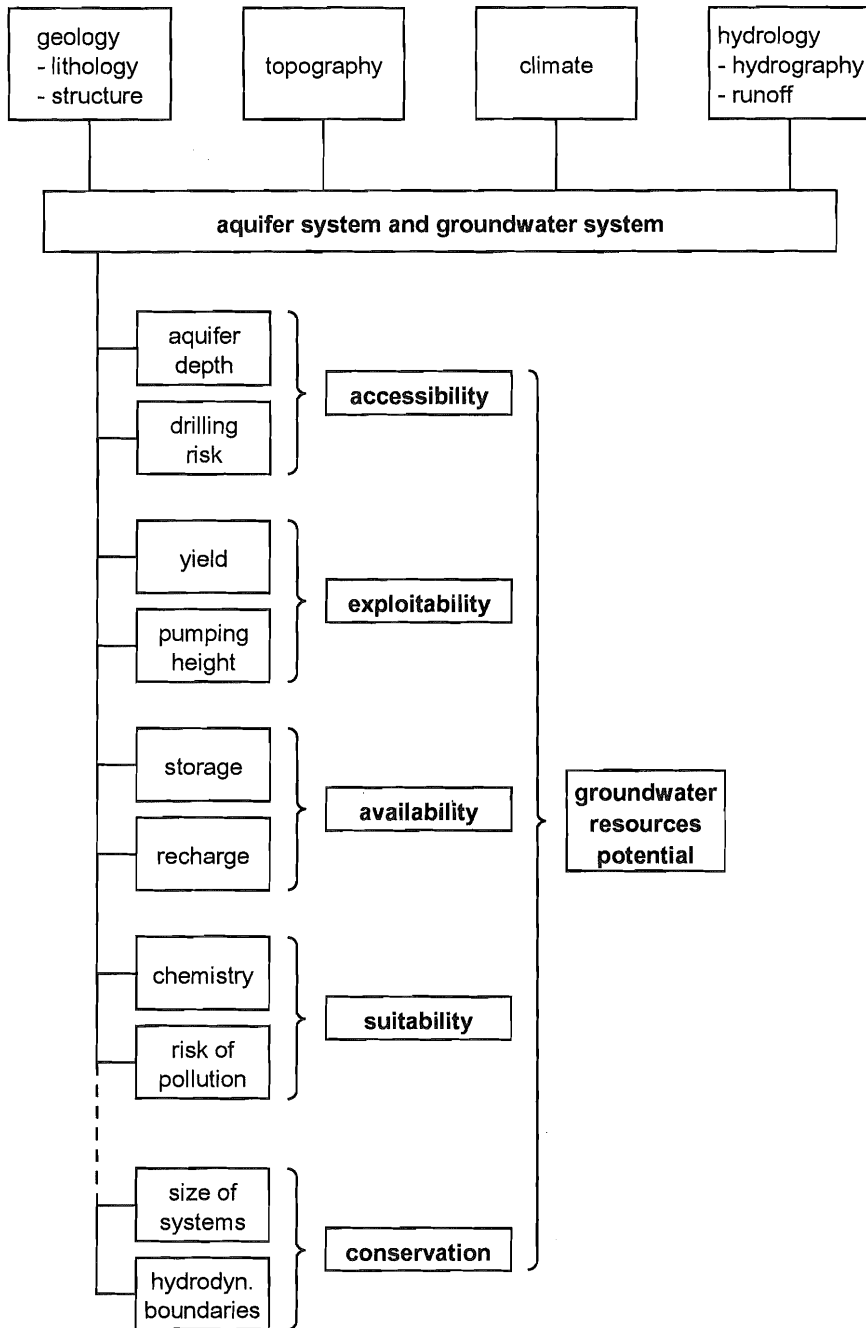 geology
- lithology
- structure
topography
climate
hydrology
- hydrography
- runoff
aquifer system and groundwater system
aquifer
depth
drilling
risk
accessibility
yield
pumping
height
exploitability
storage
recharge
availability
chemistry
risk of
pollution
suitability
size of
systems
hydrodyn.
boundaries
conservation
groundwater
resources
potential